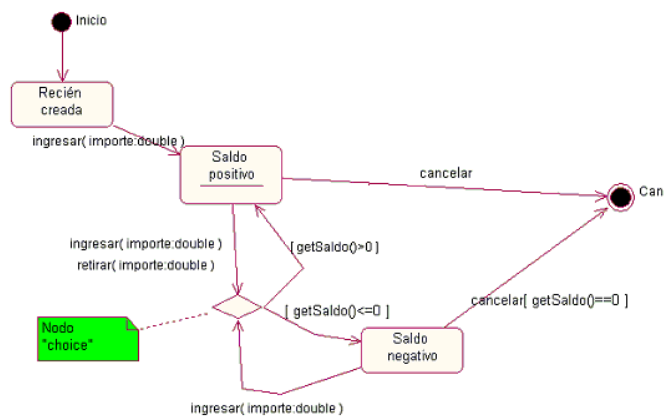 Inicio
Recién
creada
ingresar( importe:double )
Saldo
positivo
cancelar
Can
ingresar( importe:double )
retirar( importe:double )
[ getSaldo()>0 ]
[ getSaldo()<=0 ]
cancelar[ getSaldo()==0 ]
Nodo
"choice"
Saldo
negativo
ingresar( importe:double )